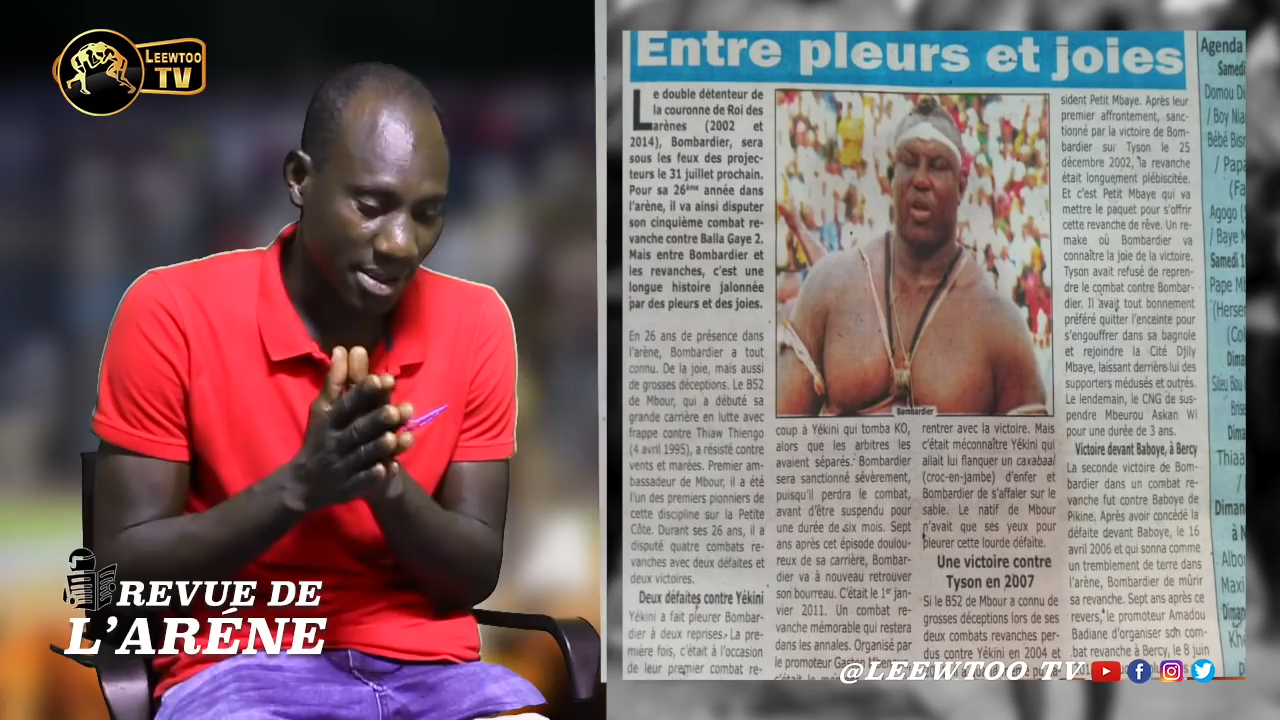 LEEWTOO
TV
REVUE DE
L'ARÉNE
Entre pleurs et joies
Le double détenteur de
la couronne de Roi des
arènes (2002 et
2014), Bombardier, sera
sous les feux des projec-
teurs le 31 juillet prochain.
Pour sa 26ème année dans
l'arène, il va ainsi disputer
son cinquième combat re-
vanche contre Balla Gaye 2.
Mais entre Bombardier et
les revanches, c'est une
longue histoire jalonnée
par des pleurs et des joies.
En 26 ans de présence dans
l'arène, Bombardier a tout
connu. De la joie, mais aussi
de grosses déceptions. Le B52
de Mbour, qui a débuté sa
grande carrière en lutte avec
frappe contre Thiaw Thiengo
(4 avril 1995), a résisté contre
vents et marées. Premier am-
bassadeur de Mbour, il a été
l'un des premiers pionniers de
cette discipline sur la Petite
Côte. Durant ses 26 ans, il a
disputé quatre combats re-
vanches avec deux défaites et
deux victoires.
Deux défaites contre Yékini
Yékini a fait pleurer Bombar-
dier à deux reprises. La pre-
mière fois, c'était à l'occasion
de leur premier combat re-
Bombardier
coup à Yékini qui tomba KO,
alors que les arbitres les
avaient séparés. Bombardier
sera sanctionné sévèrement,
puisqu'il perdra le combat,
avant d'être suspendu pour
une durée de six mois. Sept
ans après cet épisode doulou-
reux de sa carrière, Bombar-
dier va à nouveau retrouver
son bourreau. C'était le 1er jan-
vier 2011. Un combat re-
vanche mémorable qui restera
dans les annales. Organisé par
le promoteur
rentrer avec la victoire. Mais
c'était méconnaître Yékini qui
allait lui flanquer un caxabaal
(croc-en-jambe) d'enfer et
Bombardier de s'affaler sur le
sable. Le natif de Mbour
n'avait que ses yeux pour
pleurer cette lourde défaite.
Une victoire contre
Tyson en 2007
Si le B52 de Mbour a connu de
grosses déceptions lors de ses
deux combats revanches per-
dus contre Yékini en 2004 et
sident Petit Mbaye. Après leur
premier affrontement, sanc-
tionné par la victoire de Bom-
bardier sur Tyson le 25
décembre 2002, la revanche
était longuement plébiscitée.
Et c'est Petit Mbaye qui va
mettre le paquet pour s'offrir
cette revanche de rêve. Un re-
make où Bombardier va
connaître la joie de la victoire.
Tyson avait refusé de repren-
dre le combat contre Bombar-
dier. Il avait tout bonnement
préféré quitter l'enceinte pour
s'engouffrer dans sa bagnole
et rejoindre la Cité Djily
Mbaye, laissant derrière lui des
supporters médusés et outrés.
Le lendemain, le CNG de sus-
pendre Mbeurou Askan Wi
pour une durée de 3 ans.
Victoire devant Baboye, à Bercy
La seconde victoire de Bom-
bardier dans un combat re-
vanche fut contre Baboye de
Pikine. Après avoir concédé la
défaite devant Baboye, le 16
avril 2006 et qui sonna comme
un tremblement de terre dans
l'arène, Bombardier de mûrir
sa revanche. Sept ans après ce
revers, le promoteur Amadou
Badiane d'organiser son com-
bat revanche à Bercy, le 8 juin
Agenda
Samedi
Domou
/ Boy
Bébé
/ Papa
Agogo
/ Baye
Samedi
Pape
@LEEWTOO TV